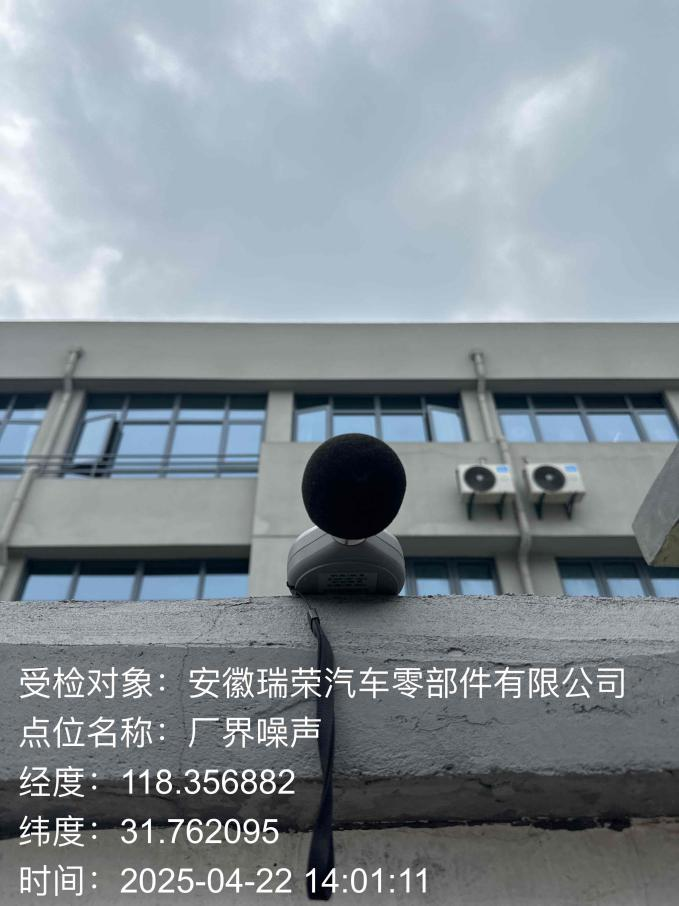 受检对象：安徽瑞荣汽车零部件有限公司
点位名称：厂界噪声
经度：118.356882
纬度：31.762095
时间：2025-04-22 14:01:11